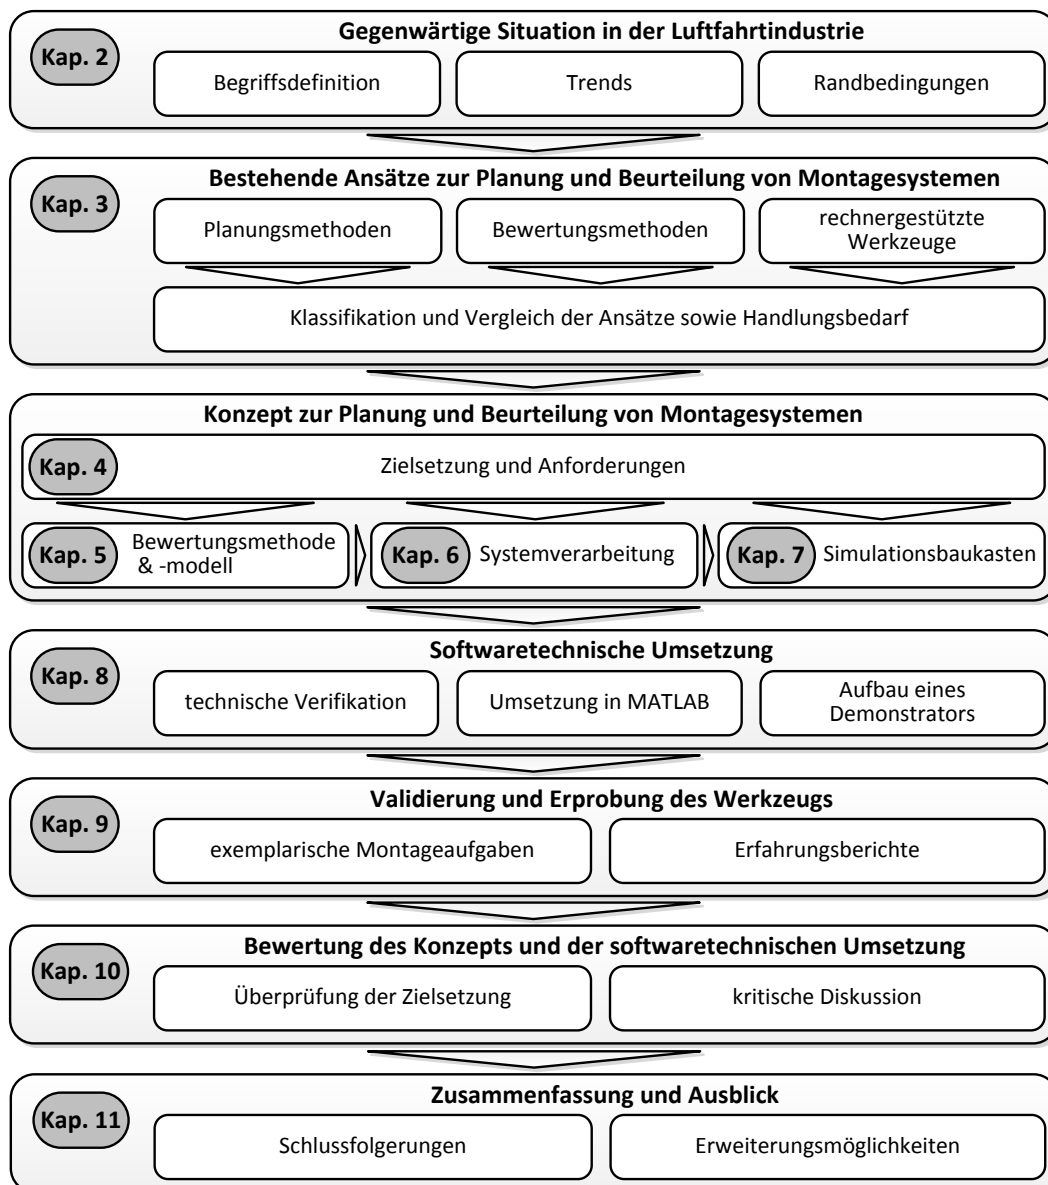 Gegenwärtige Situation in der Luftfahrtindustrie
Kap. 2
Begriffsdefinition
Trends
Randbedingungen
Bestehende Ansätze zur Planung und Beurteilung von Montagesystemen
Kap. 3
Planungsmethoden
Bewertungsmethoden
rechnergestützte
Werkzeuge
Klassifikation und Vergleich der Ansätze sowie Handlungsbedarf
Konzept zur Planung und Beurteilung von Montagesystemen
Kap. 4
Zielsetzung und Anforderungen
Kap. 5
Bewertungsmethode
& -modell
Kap. 6
Systemverarbeitung
Kap. 7
Simulationsbaukasten
Softwaretechnische Umsetzung
Kap. 8
technische Verifikation
Umsetzung in MATLAB
Aufbau eines
Demonstrators
Validierung und Erprobung des Werkzeugs
Kap. 9
exemplarische Montageaufgaben
Erfahrungsberichte
Bewertung des Konzepts und der softwaretechnischen Umsetzung
Kap. 10
Überprüfung der Zielsetzung
kritische Diskussion
Zusammenfassung und Ausblick
Kap. 11
Schlussfolgerungen
Erweiterungsmöglichkeiten